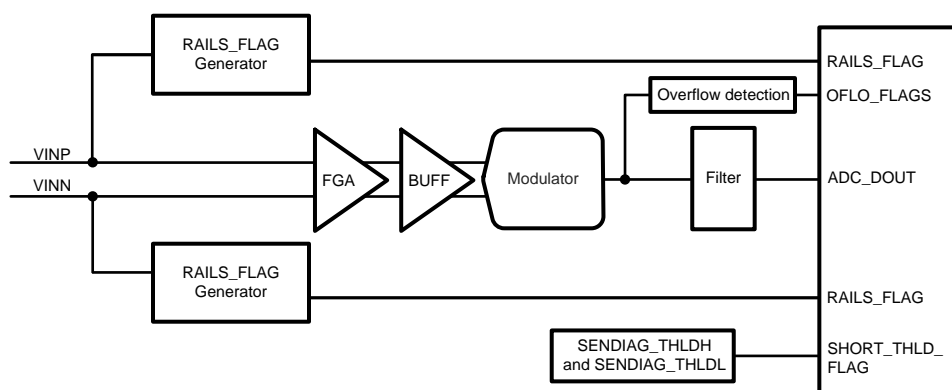 RAILS_FLAG
Generator
RAILS_FLAG
Overflow detection
OFLO_FLAGS
VINP
VINN
FGA
BUFF
Modulator
Filter
ADC_DOUT
RAILS_FLAG
Generator
RAILS_FLAG
SENDIAG_THLDH
and SENDIAG_THLDL
SHORT_THLD_
FLAG